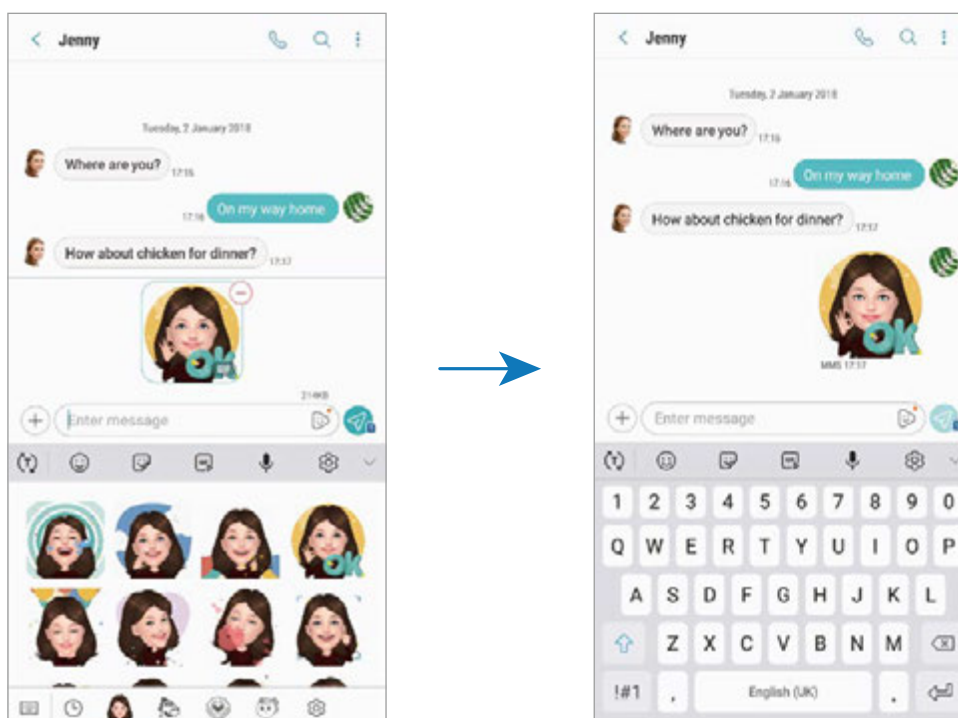 Jenny
Tuesday, 2 January 2018
Where are you?
17:16
17:16
On my way home
How about chicken for dinner?
17:17
OK
214KB
Enter message
OK
Jenny
Tuesday, 2 January 2018
Where are you?
17:16
17:16
On my way home
How about chicken for dinner?
17:17
OK
MMS 17:17
Enter message
1 2 3 4 5 6 7 8 9 0
Q W E R T Y U I O P
A S D F G H J K L
Z X C V B N M
!#1 , English (UK) .